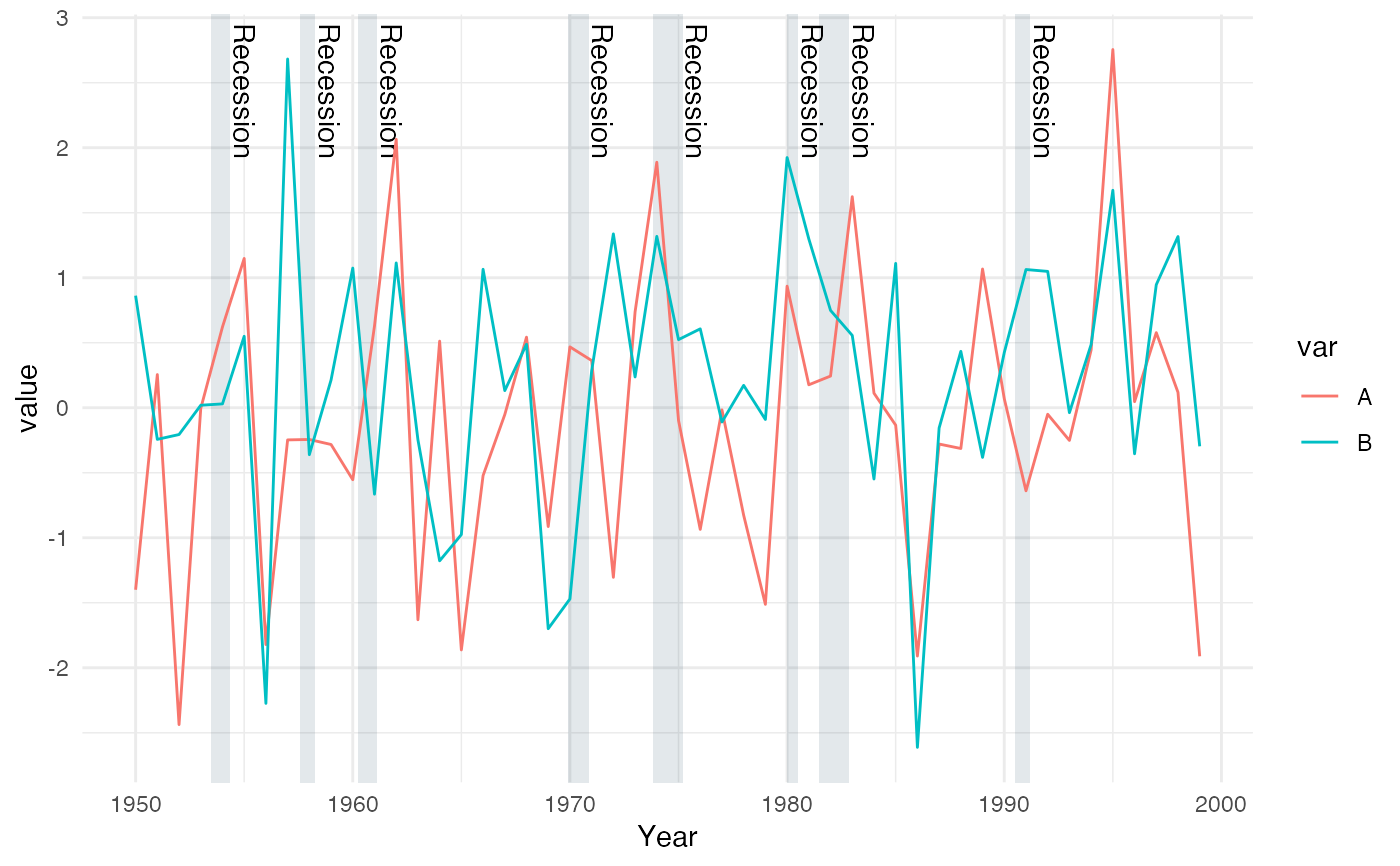 3
2
1
0
-1
-2
value
Recession
Recession
Recession
Recession
Recession
Recession
Recession
Recession
1950
1960
1970
1980
1990
2000
Year
var
A
B